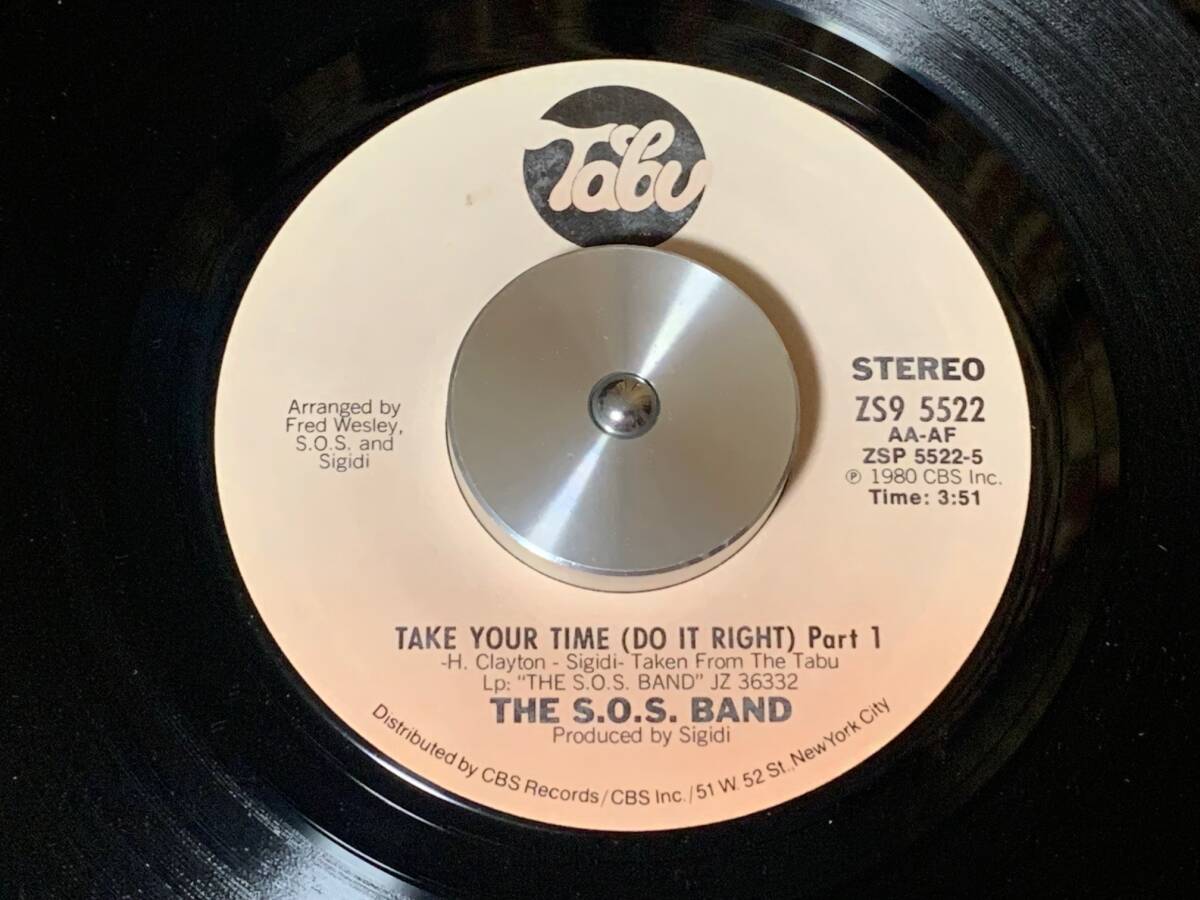 Tabu
Arranged by
Fred Wesley,
S.O.S. and
Sigidi
STEREO
ZS9 5522
AA-AF
ZSP 5522-5
℗ 1980 CBS Inc.
Time: 3:51
TAKE YOUR TIME (DO IT RIGHT) Part 1
-H. Clayton - Sigidi- Taken From The Tabu
Lp: "THE S.O.S. BAND" JZ 36332
THE S.O.S. BAND
Produced by Sigidi
Distributed by CBS Records/CBS Inc./51 W. 52 St., New York City